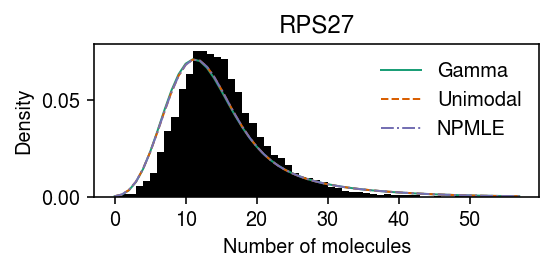 RPS27
Density
0.05
0.00
Gamma
Unimodal
NPMLE
0 10 20 30 40 50
Number of molecules